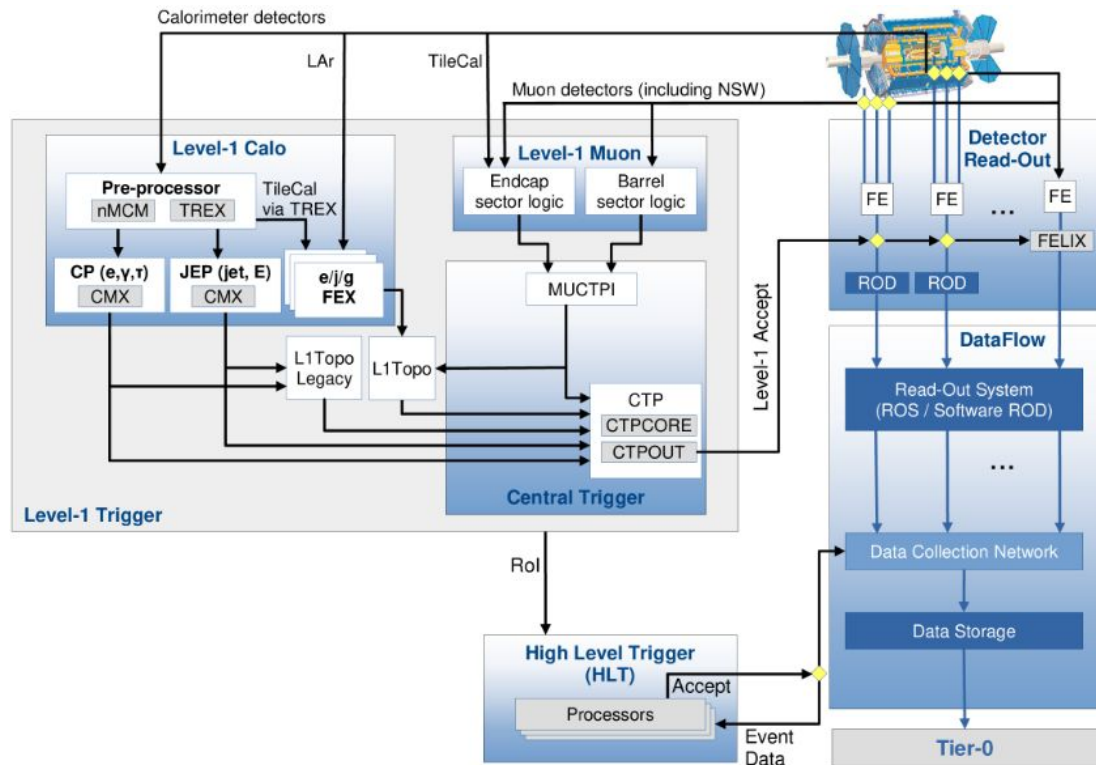 Calorimeter detectors
LAr
TileCal
Muon detectors (including NSW)
Level-1 Calo
Pre-processor
nMCM
TREX
TileCal
via TREX
CP (e,γ,τ)
CMX
JEP (jet, E)
CMX
e/j/g
FEX
Level-1 Muon
Endcap
sector logic
Barrel
sector logic
MUCTPI
L1Topo
Legacy
L1Topo
CTP
CTPCORE
CTPOUT
Central Trigger
Level-1 Trigger
Level-1 Accept
Detector
Read-Out
FE
FE
...
FE
FELIX
ROD
ROD
DataFlow
Read-Out System
(ROS / Software ROD)
...
Data Collection Network
Data Storage
Tier-0
RoI
High Level Trigger
(HLT)
Accept
Processors
Event
Data